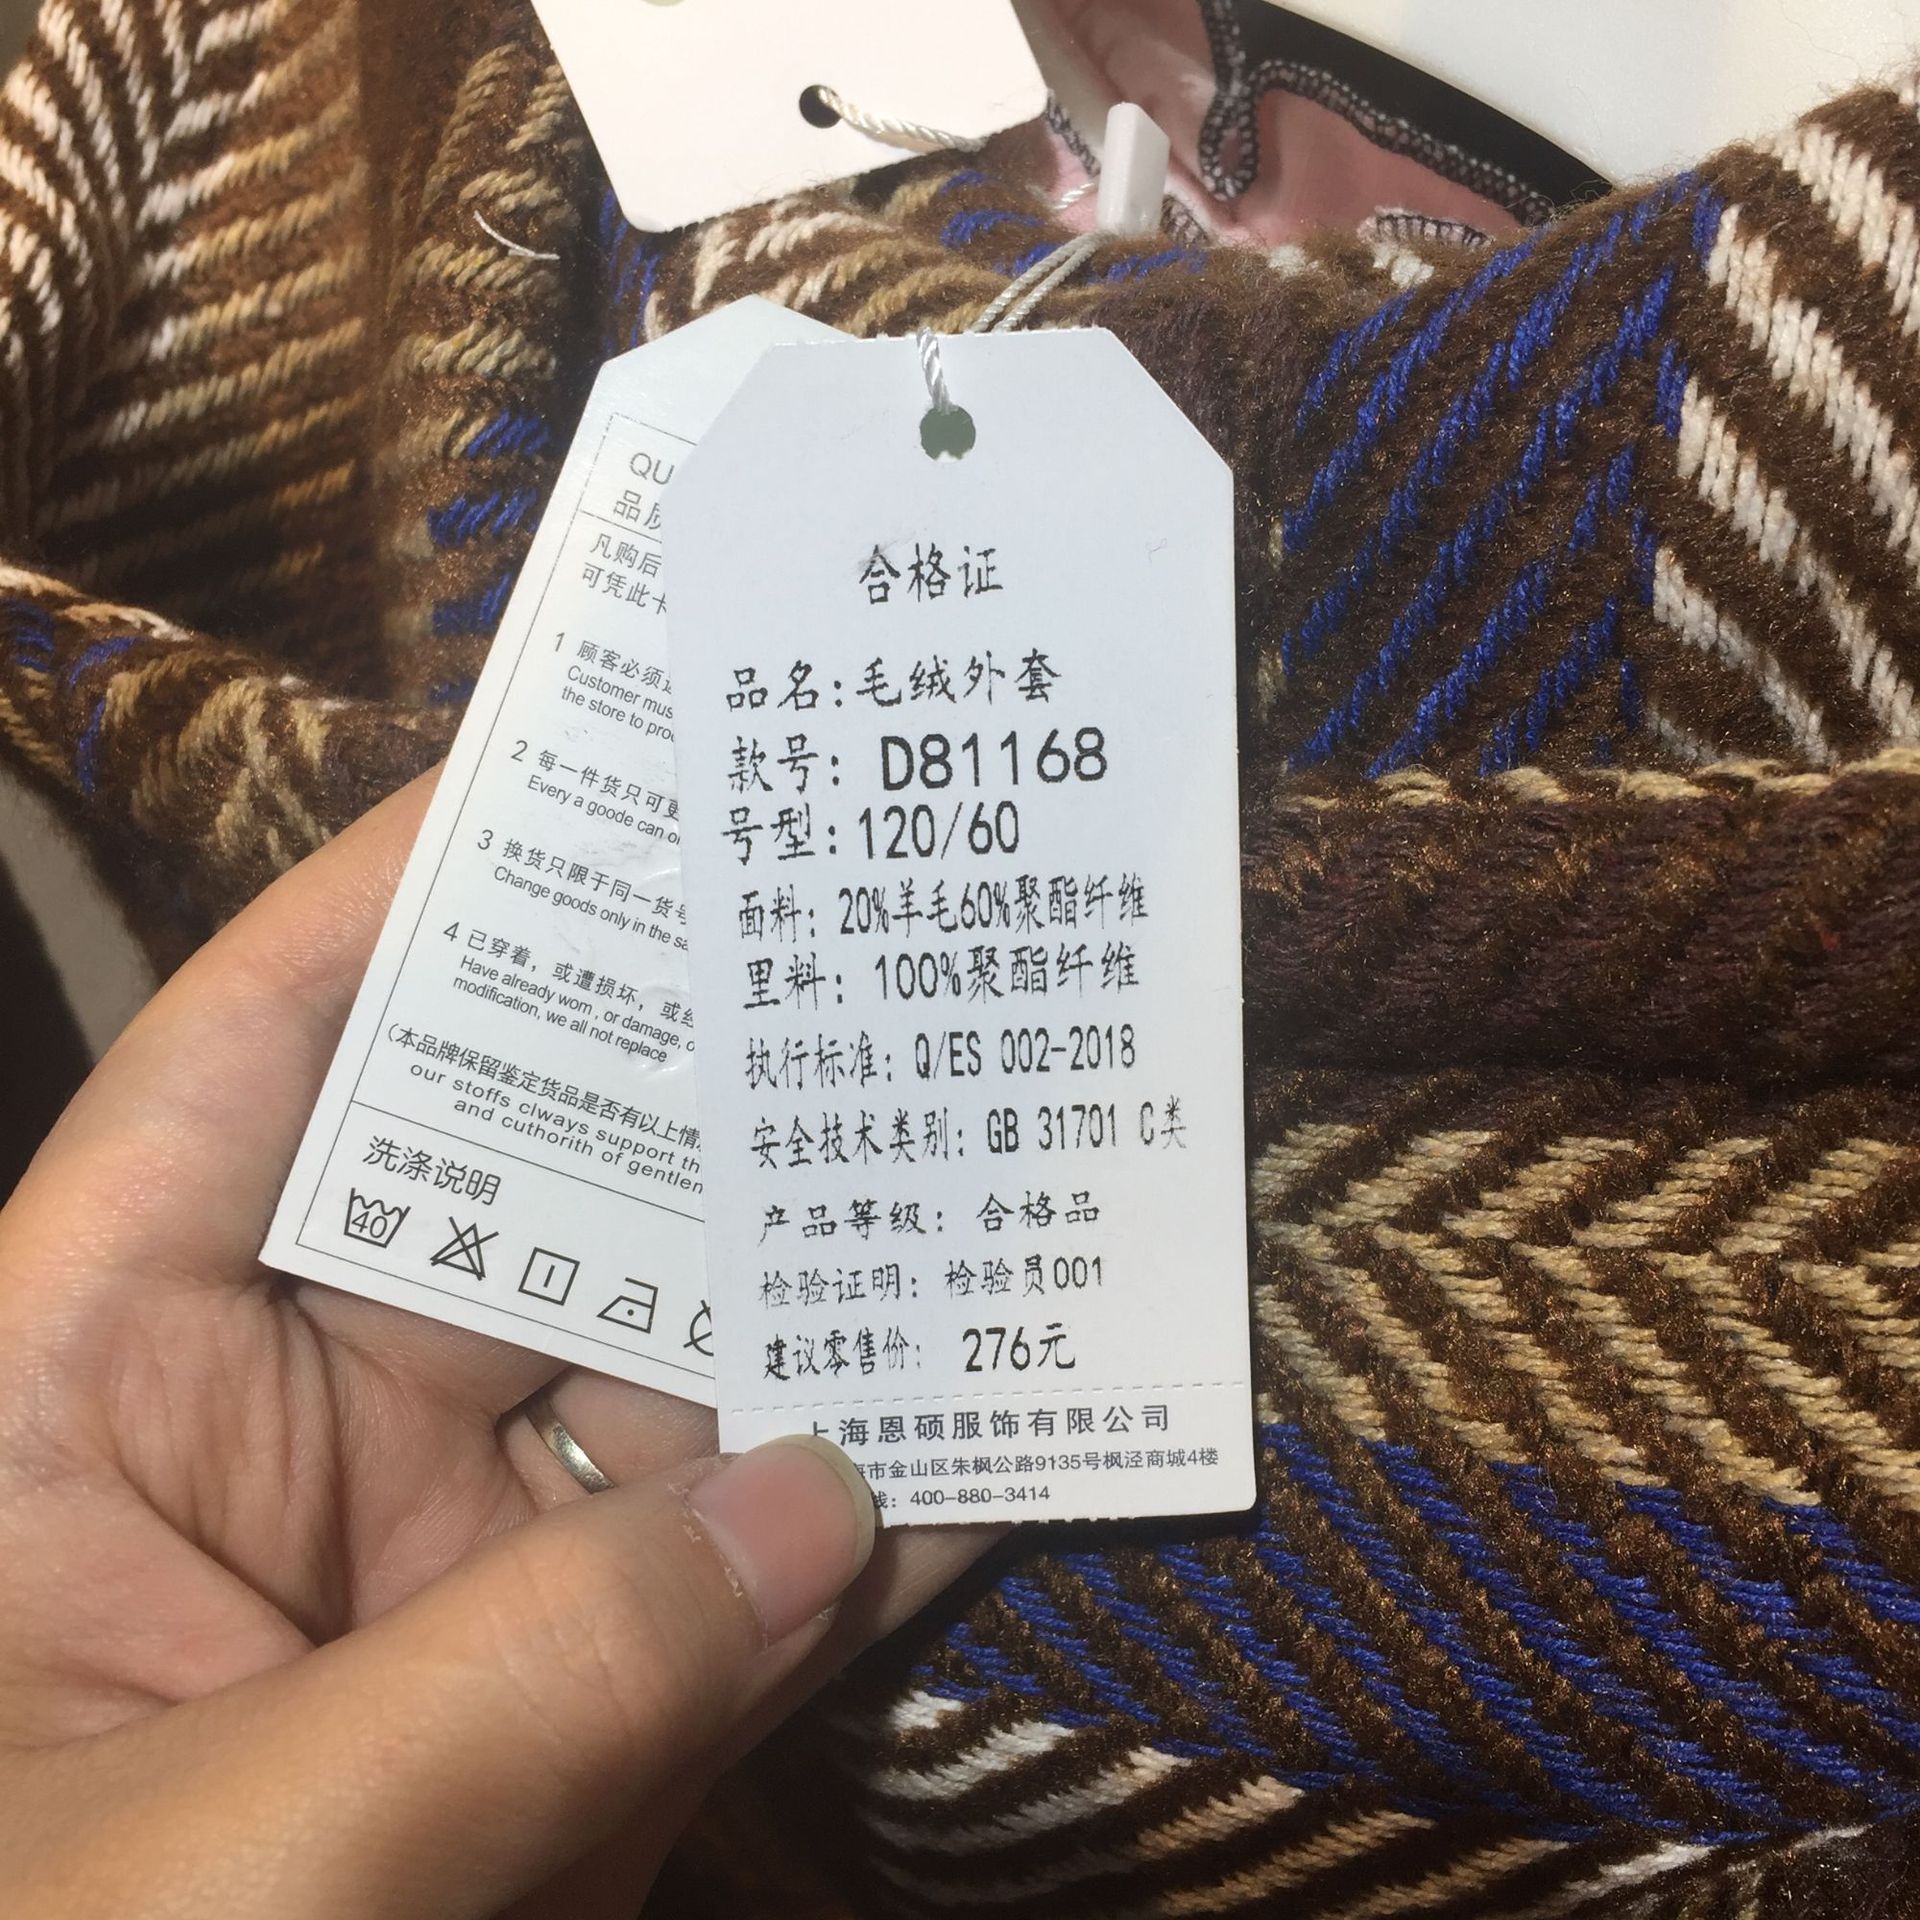 合格证
品名:毛绒外套
款号: D81168
号型:120/60
面料: 20%羊毛60%聚酯纤维
里料: 100%聚酯纤维
执行标准: Q/ES 002-2018
安全技术类别: GB 31701 C类
产品等级: 合格品
检验证明: 检验员001
建议零售价: 276元
上海恩硕服饰有限公司
海市金山区朱枫公路9135号枫泾商城4楼
线: 400-880-3414
QU
品质
凡购后
可凭此卡
1 顾客必须
Customer mus
the store to pro
2 每一件货只可更
Every a goode can o
3 换货只限于同一货号
Change goods only in the sa
4 已穿着，或遭损坏，或经
Have already worn , or damage, o
modification, we all not replace
(本品牌保留鉴定货品是否有以上情
our stoffs clways support th
and cuthorith of gentlen
洗涤说明
40